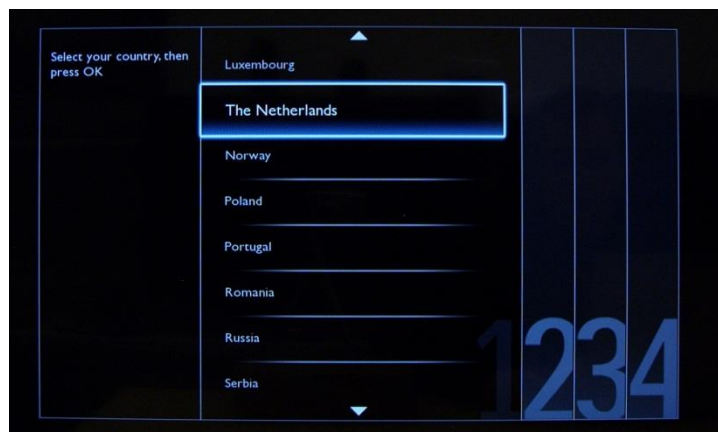 Select your country, then
press OK
Luxembourg
The Netherlands
Norway
Poland
Portugal
Romania
Russia
Serbia
1234